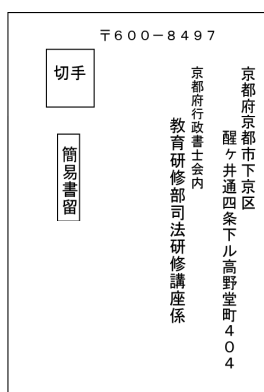 〒600－8497
京都府京都市下京区
醒ヶ井通四条下ル高野堂町404
京都府行政書士会内
教育研修部司法研修講座係
切手
簡易書留